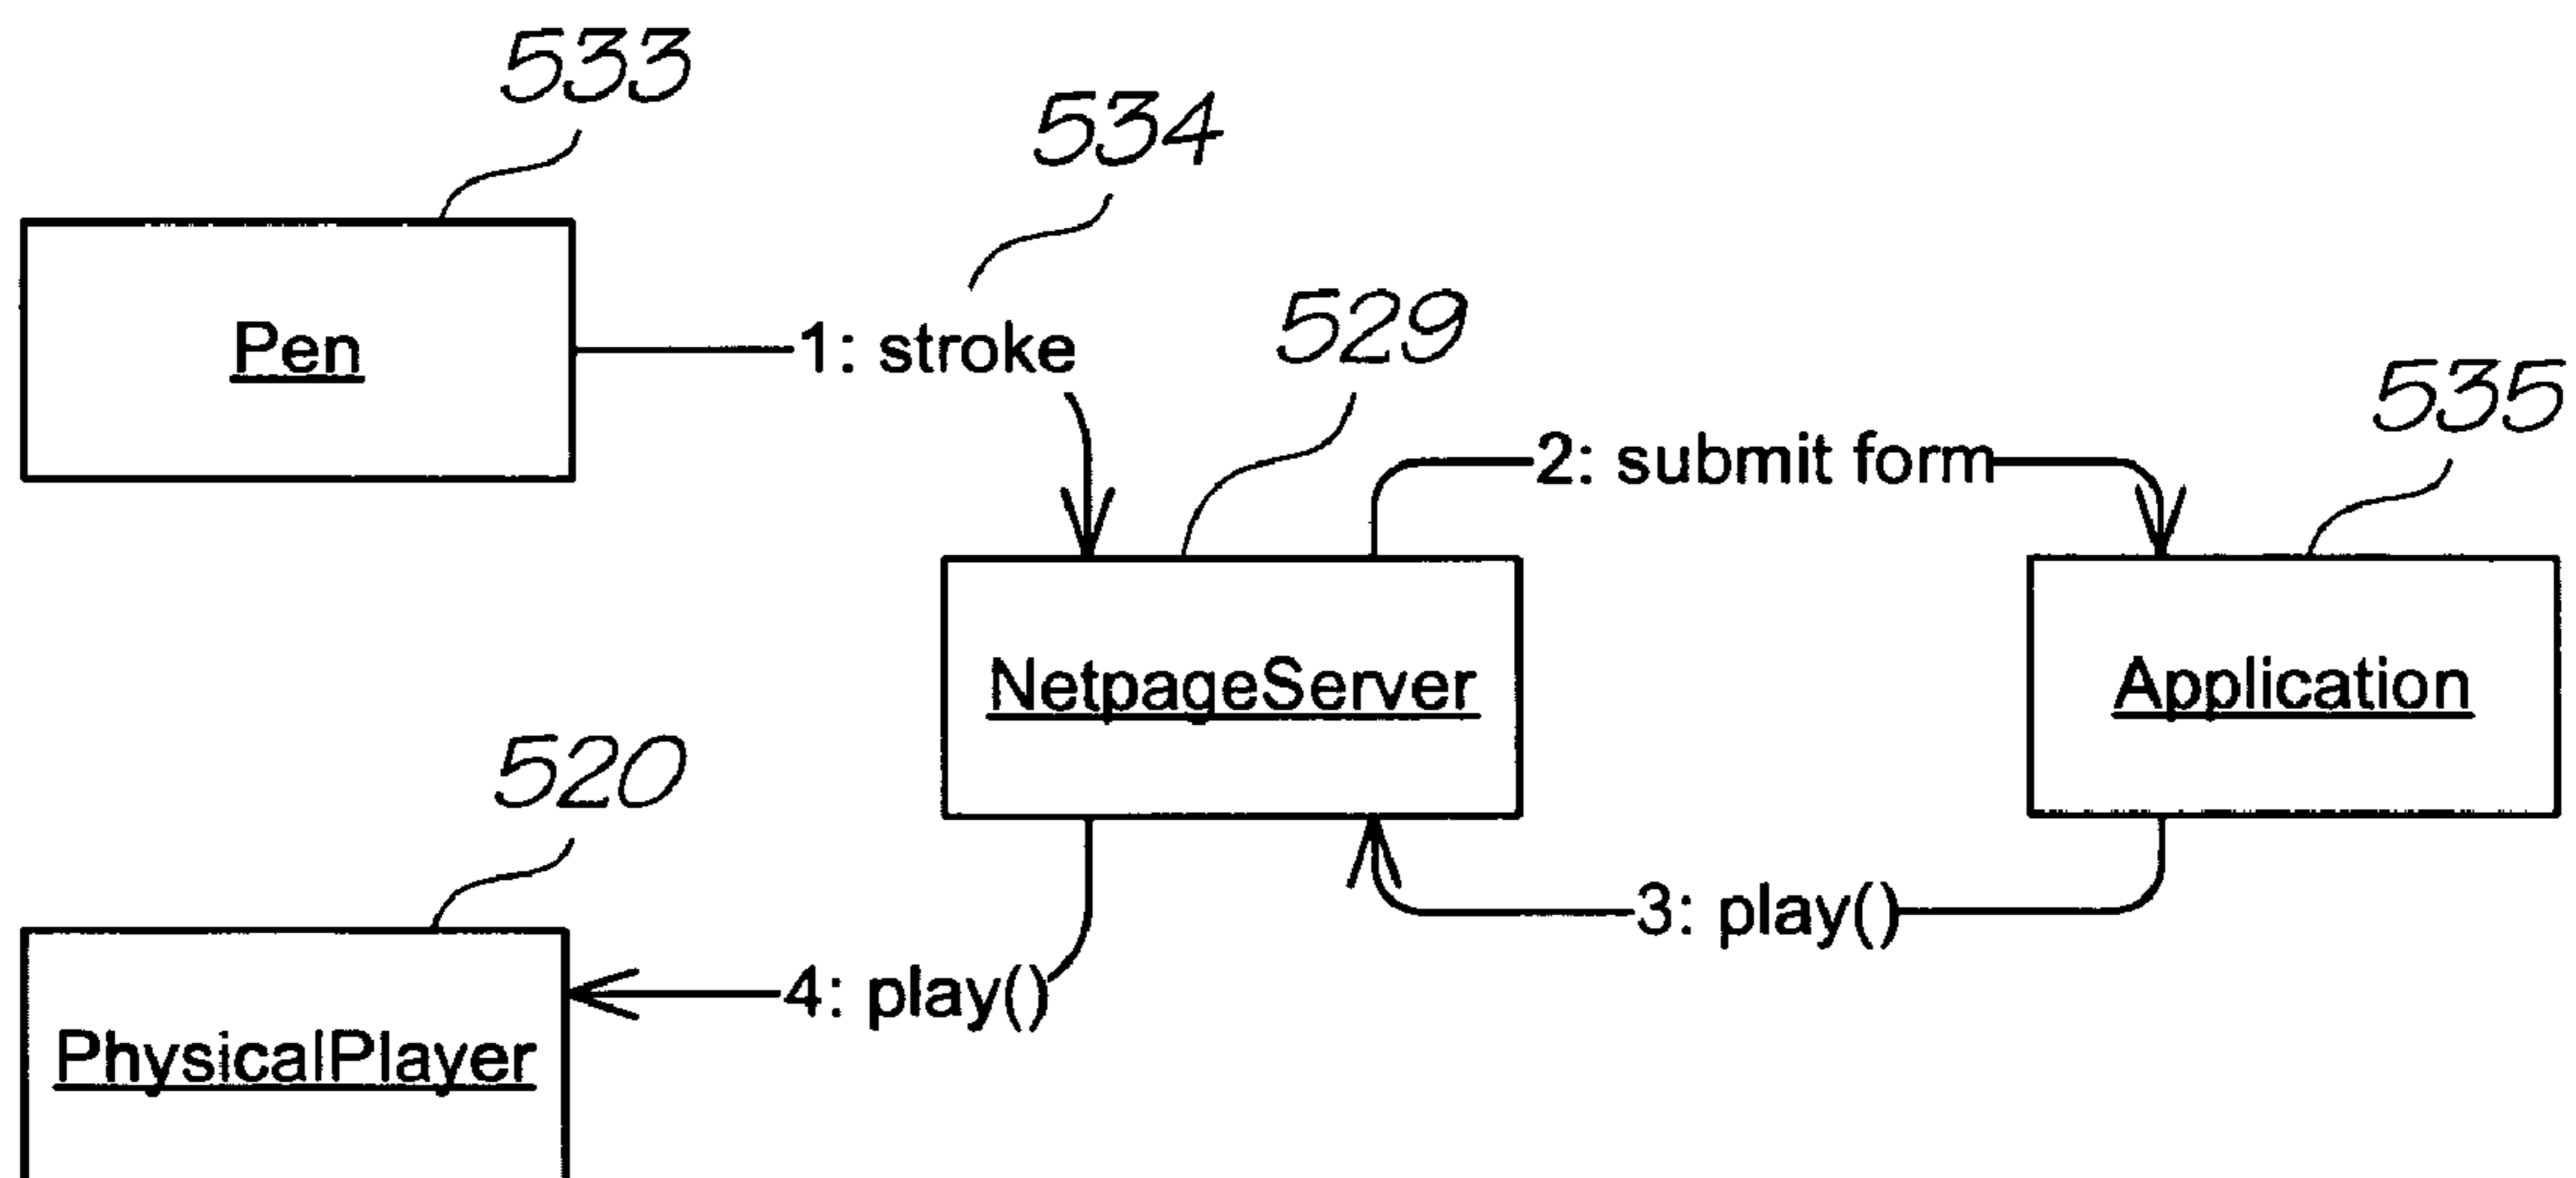 533
534
Pen
1: stroke
529
535
2: submit form
NetpageServer
Application
520
3: play()
4: play()
PhysicalPlayer